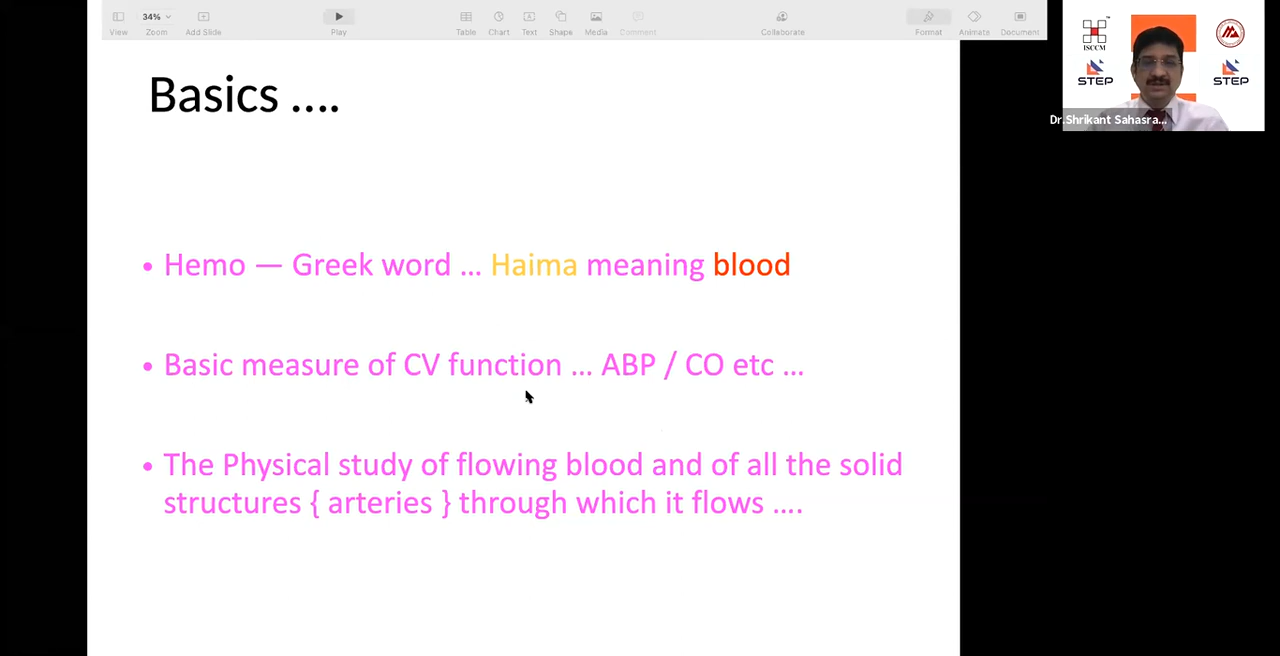 34%
View
Zoom
Add Slide
Play
Table
Chart
Text
Shape
Media
Comment
Collaborate
Format
Animate
Document
ISCCM
STEP
STEP
Dr.Shrikant Sahasra...
Basics ....
• Hemo — Greek word ... Haima meaning blood
• Basic measure of CV function ... ABP / CO etc ...
• The Physical study of flowing blood and of all the solid
structures { arteries } through which it flows ....